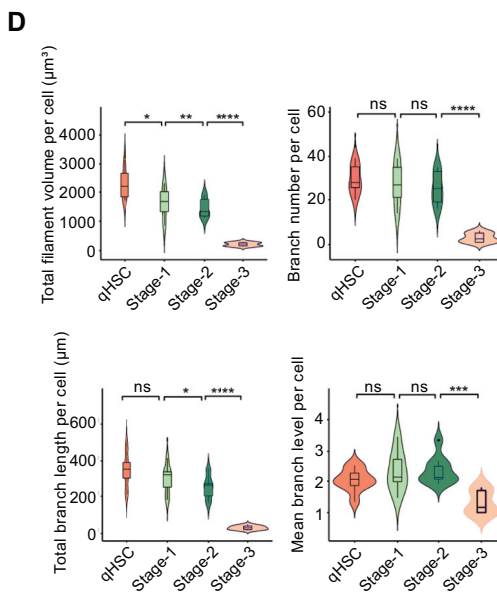 D
Total filament volume per cell (µm³)
4000
3000
2000
1000
0
* ** ****
qHSC Stage-1 Stage-2 Stage-3
Branch number per cell
60
40
20
0
ns ns ****
qHSC Stage-1 Stage-2 Stage-3
Total branch length per cell (µm)
600
400
200
0
ns * ****
qHSC Stage-1 Stage-2 Stage-3
Mean branch level per cell
4
3
2
1
ns ns ***
qHSC Stage-1 Stage-2 Stage-3